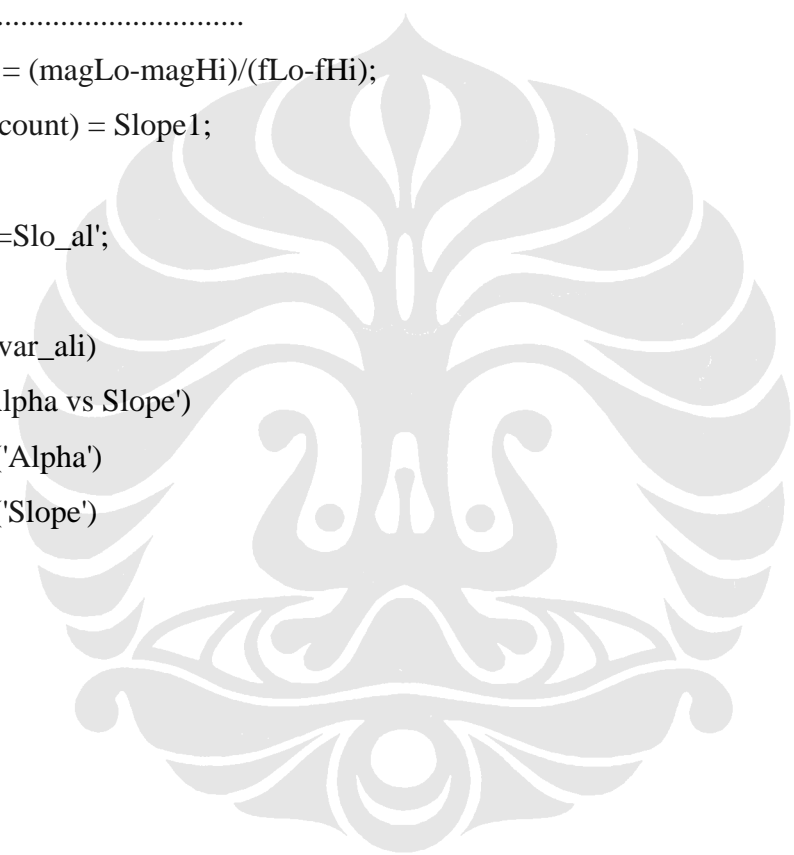 ............................
= (magLo-magHi)/(fLo-fHi);
count) = Slope1;
=Slo_al';
var_ali)
lpha vs Slope')
('Alpha')
('Slope')